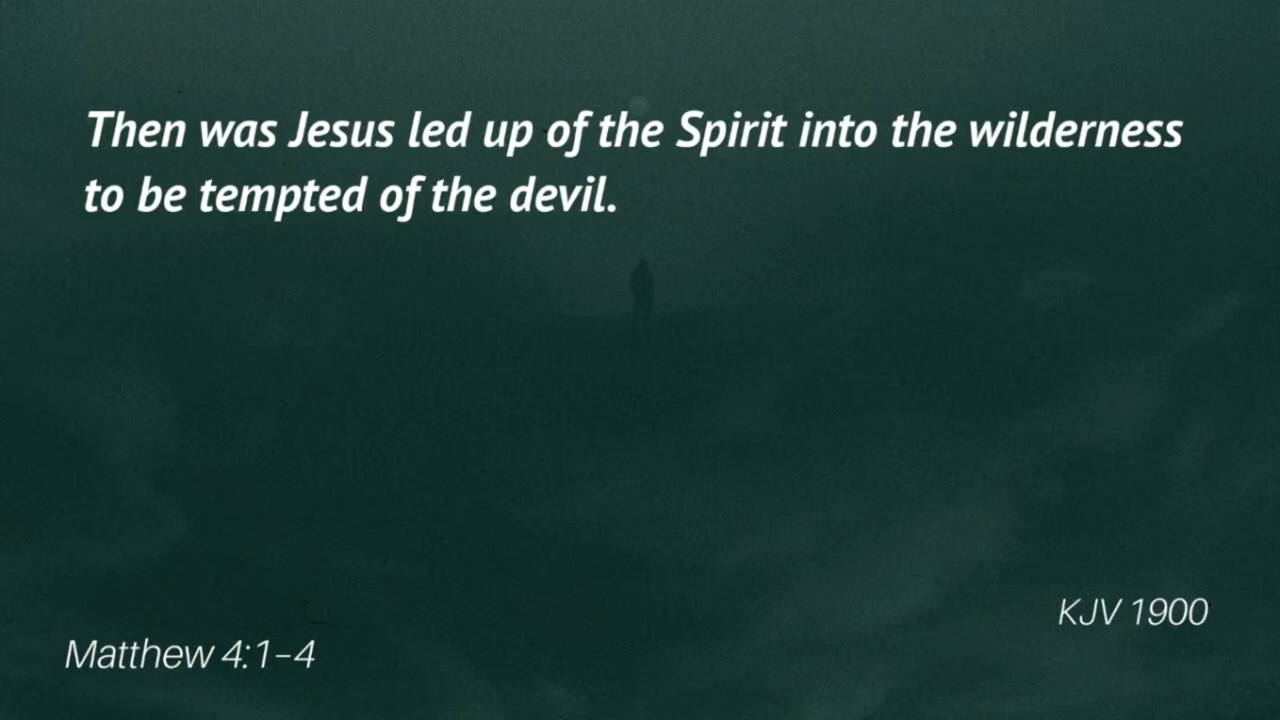 Then was Jesus led up of the Spirit into the wilderness
to be tempted of the devil.
KJV 1900
Matthew 4:1–4